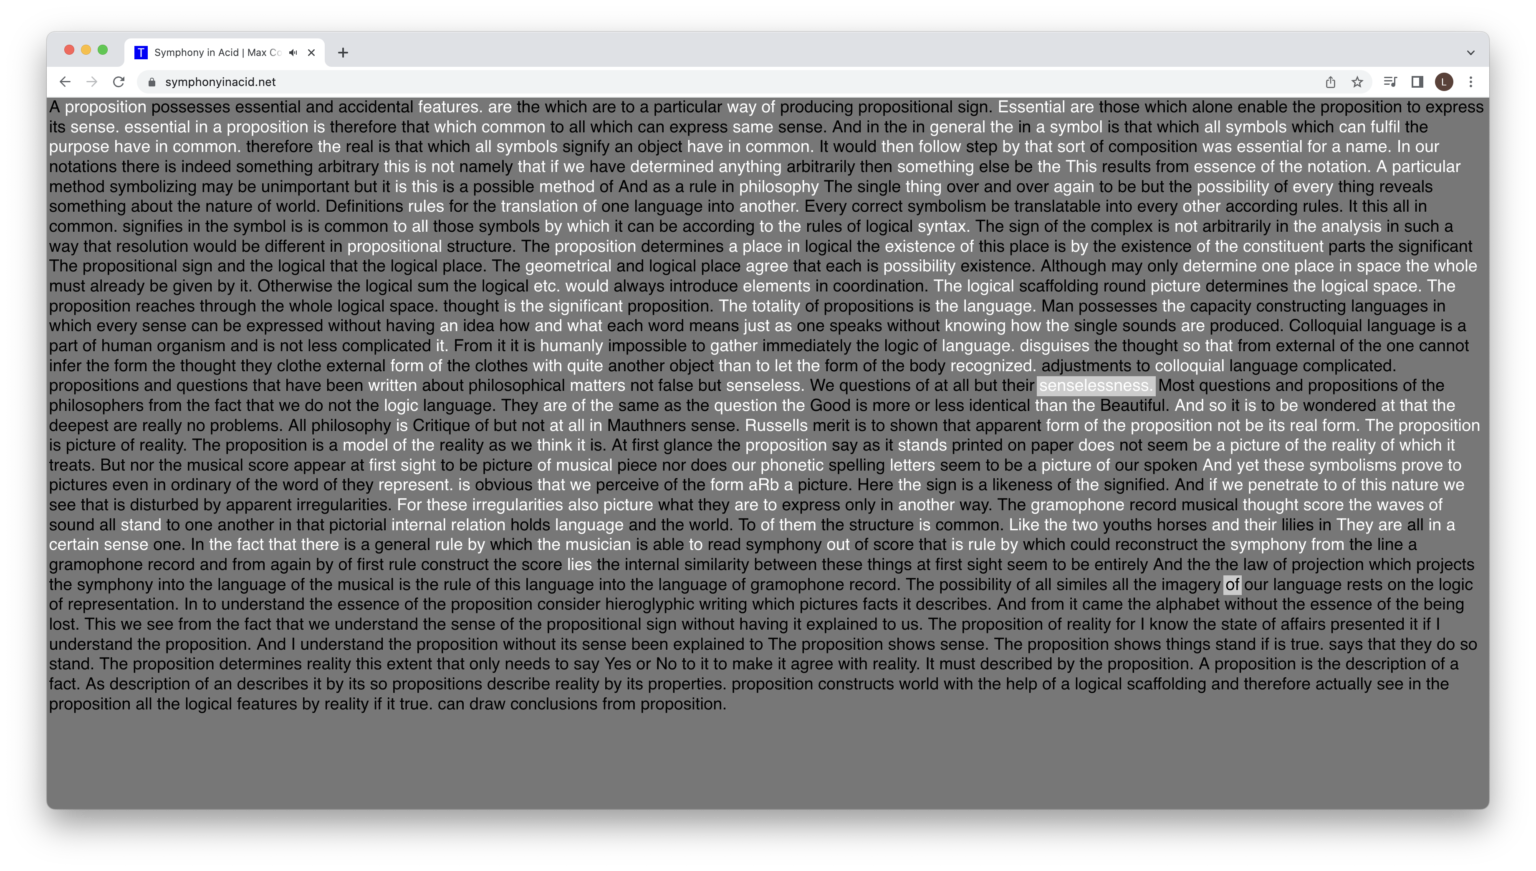 T Symphony in Acid | Max Co
symphonyinacid.net
L
A proposition possesses essential and accidental features. are the which are to a particular way of producing propositional sign. Essential are those which alone enable the proposition to express
its sense. essential in a proposition is therefore that which common to all which can express same sense. And in the in general the in a symbol is that which all symbols which can fulfil the
purpose have in common. therefore the real is that which all symbols signify an object have in common. It would then follow step by that sort of composition was essential for a name. In our
notations there is indeed something arbitrary this is not namely that if we have determined anything arbitrarily then something else be the This results from essence of the notation. A particular
method symbolizing may be unimportant but it is this is a possible method of And as a rule in philosophy The single thing over and over again to be but the possibility of every thing reveals
something about the nature of world. Definitions rules for the translation of one language into another. Every correct symbolism be translatable into every other according rules. It this all in
common. signifies in the symbol is is common to all those symbols by which it can be according to the rules of logical syntax. The sign of the complex is not arbitrarily in the analysis in such a
way that resolution would be different in propositional structure. The proposition determines a place in logical the existence of this place is by the existence of the constituent parts the significant
The propositional sign and the logical that the logical place. The geometrical and logical place agree that each is possibility existence. Although may only determine one place in space the whole
must already be given by it. Otherwise the logical sum the logical etc. would always introduce elements in coordination. The logical scaffolding round picture determines the logical space. The
proposition reaches through the whole logical space. thought is the significant proposition. The totality of propositions is the language. Man possesses the capacity constructing languages in
which every sense can be expressed without having an idea how and what each word means just as one speaks without knowing how the single sounds are produced. Colloquial language is a
part of human organism and is not less complicated it. From it it is humanly impossible to gather immediately the logic of language. disguises the thought so that from external of the one cannot
infer the form the thought they clothe external form of the clothes with quite another object than to let the form of the body recognized. adjustments to colloquial language complicated.
propositions and questions that have been written about philosophical matters not false but senseless. We questions of at all but their senselessness. Most questions and propositions of the
philosophers from the fact that we do not the logic language. They are of the same as the question the Good is more or less identical than the Beautiful. And so it is to be wondered at that the
deepest are really no problems. All philosophy is Critique of but not at all in Mauthners sense. Russells merit is to show that apparent form of the proposition not be its real form. The proposition
is picture of reality. The proposition is a model of the reality as we think it is. At first glance the proposition say as it stands printed on paper does not seem be a picture of the reality of which it
treats. But nor the musical score appear at first sight to be picture of musical piece nor does our phonetic spelling letters seem to be a picture of our spoken And yet these symbolisms prove to
pictures even in ordinary of the word of they represent. is obvious that we perceive of the form aRb a picture. Here the sign is a likeness of the signified. And if we penetrate to of this nature we
see that is disturbed by apparent irregularities. For these irregularities also picture what they are to express only in another way. The gramophone record musical thought score the waves of
sound all stand to one another in that pictorial internal relation holds language and the world. To of them the structure is common. Like the two youths horses and their lilies in They are all in a
certain sense one. In the fact that there is a general rule by which the musician is able to read symphony out of score that is rule by which could reconstruct the symphony from the line a
gramophone record and from again by of first rule construct the score lies the internal similarity between these things at first sight seem to be entirely And the the law of projection which projects
the symphony into the language of the musical is the rule of this language into the language of gramophone record. The possibility of all similes all the imagery of our language rests on the logic
of representation. In to understand the essence of the proposition consider hieroglyphic writing which pictures facts it describes. And from it came the alphabet without the essence of the being
lost. This we see from the fact that we understand the sense of the propositional sign without having it explained to us. The proposition of reality for I know the state of affairs presented it if I
understand the proposition. And I understand the proposition without its sense been explained to The proposition shows sense. The proposition shows things stand if is true. says that they do so
stand. The proposition determines reality this extent that only needs to say Yes or No to it to make it agree with reality. It must described by the proposition. A proposition is the description of a
fact. As description of an describes it by its so propositions describe reality by its properties. proposition constructs world with the help of a logical scaffolding and therefore actually see in the
proposition all the logical features by reality if it true. can draw conclusions from proposition.